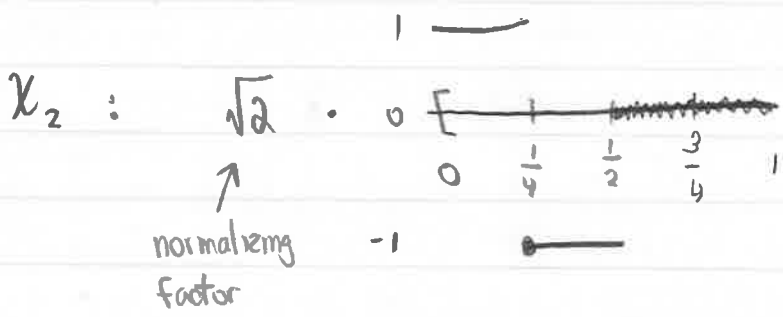 1
χ₂ : √2 · 0 [
0 1/4 1/2 3/4 1
normalizing -1
factor